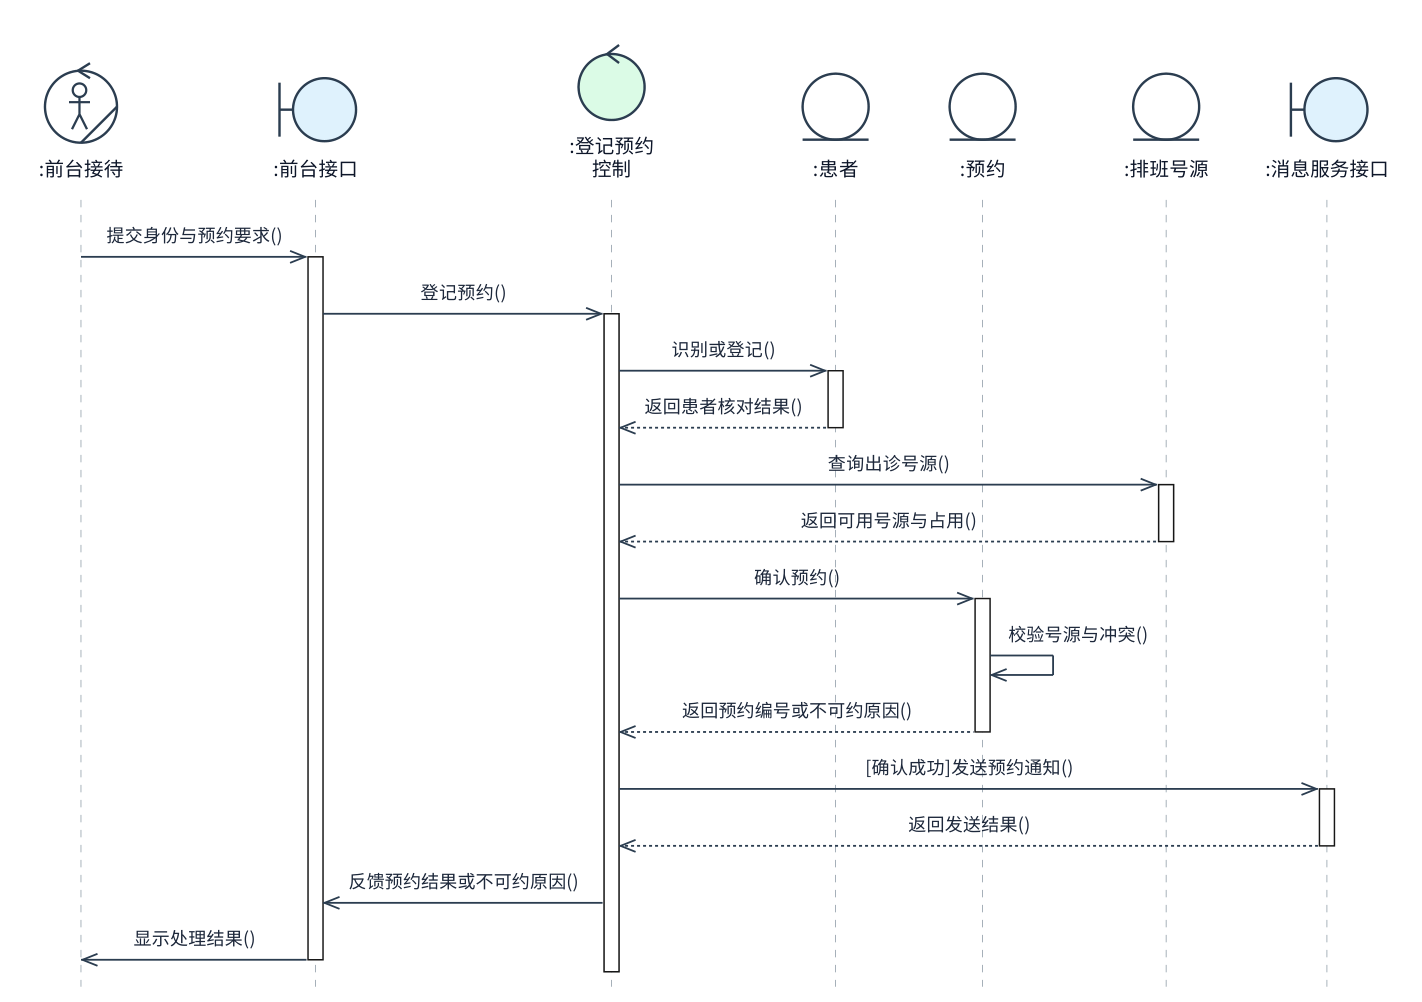 :前台接待
:前台接口
:登记预约
控制
:患者
:预约
:排班号源
:消息服务接口
提交身份与预约要求()
登记预约()
识别或登记()
返回患者核对结果()
查询出诊号源()
返回可用号源与占用()
确认预约()
校验号源与冲突()
返回预约编号或不可约原因()
[确认成功]发送预约通知()
返回发送结果()
反馈预约结果或不可约原因()
显示处理结果()